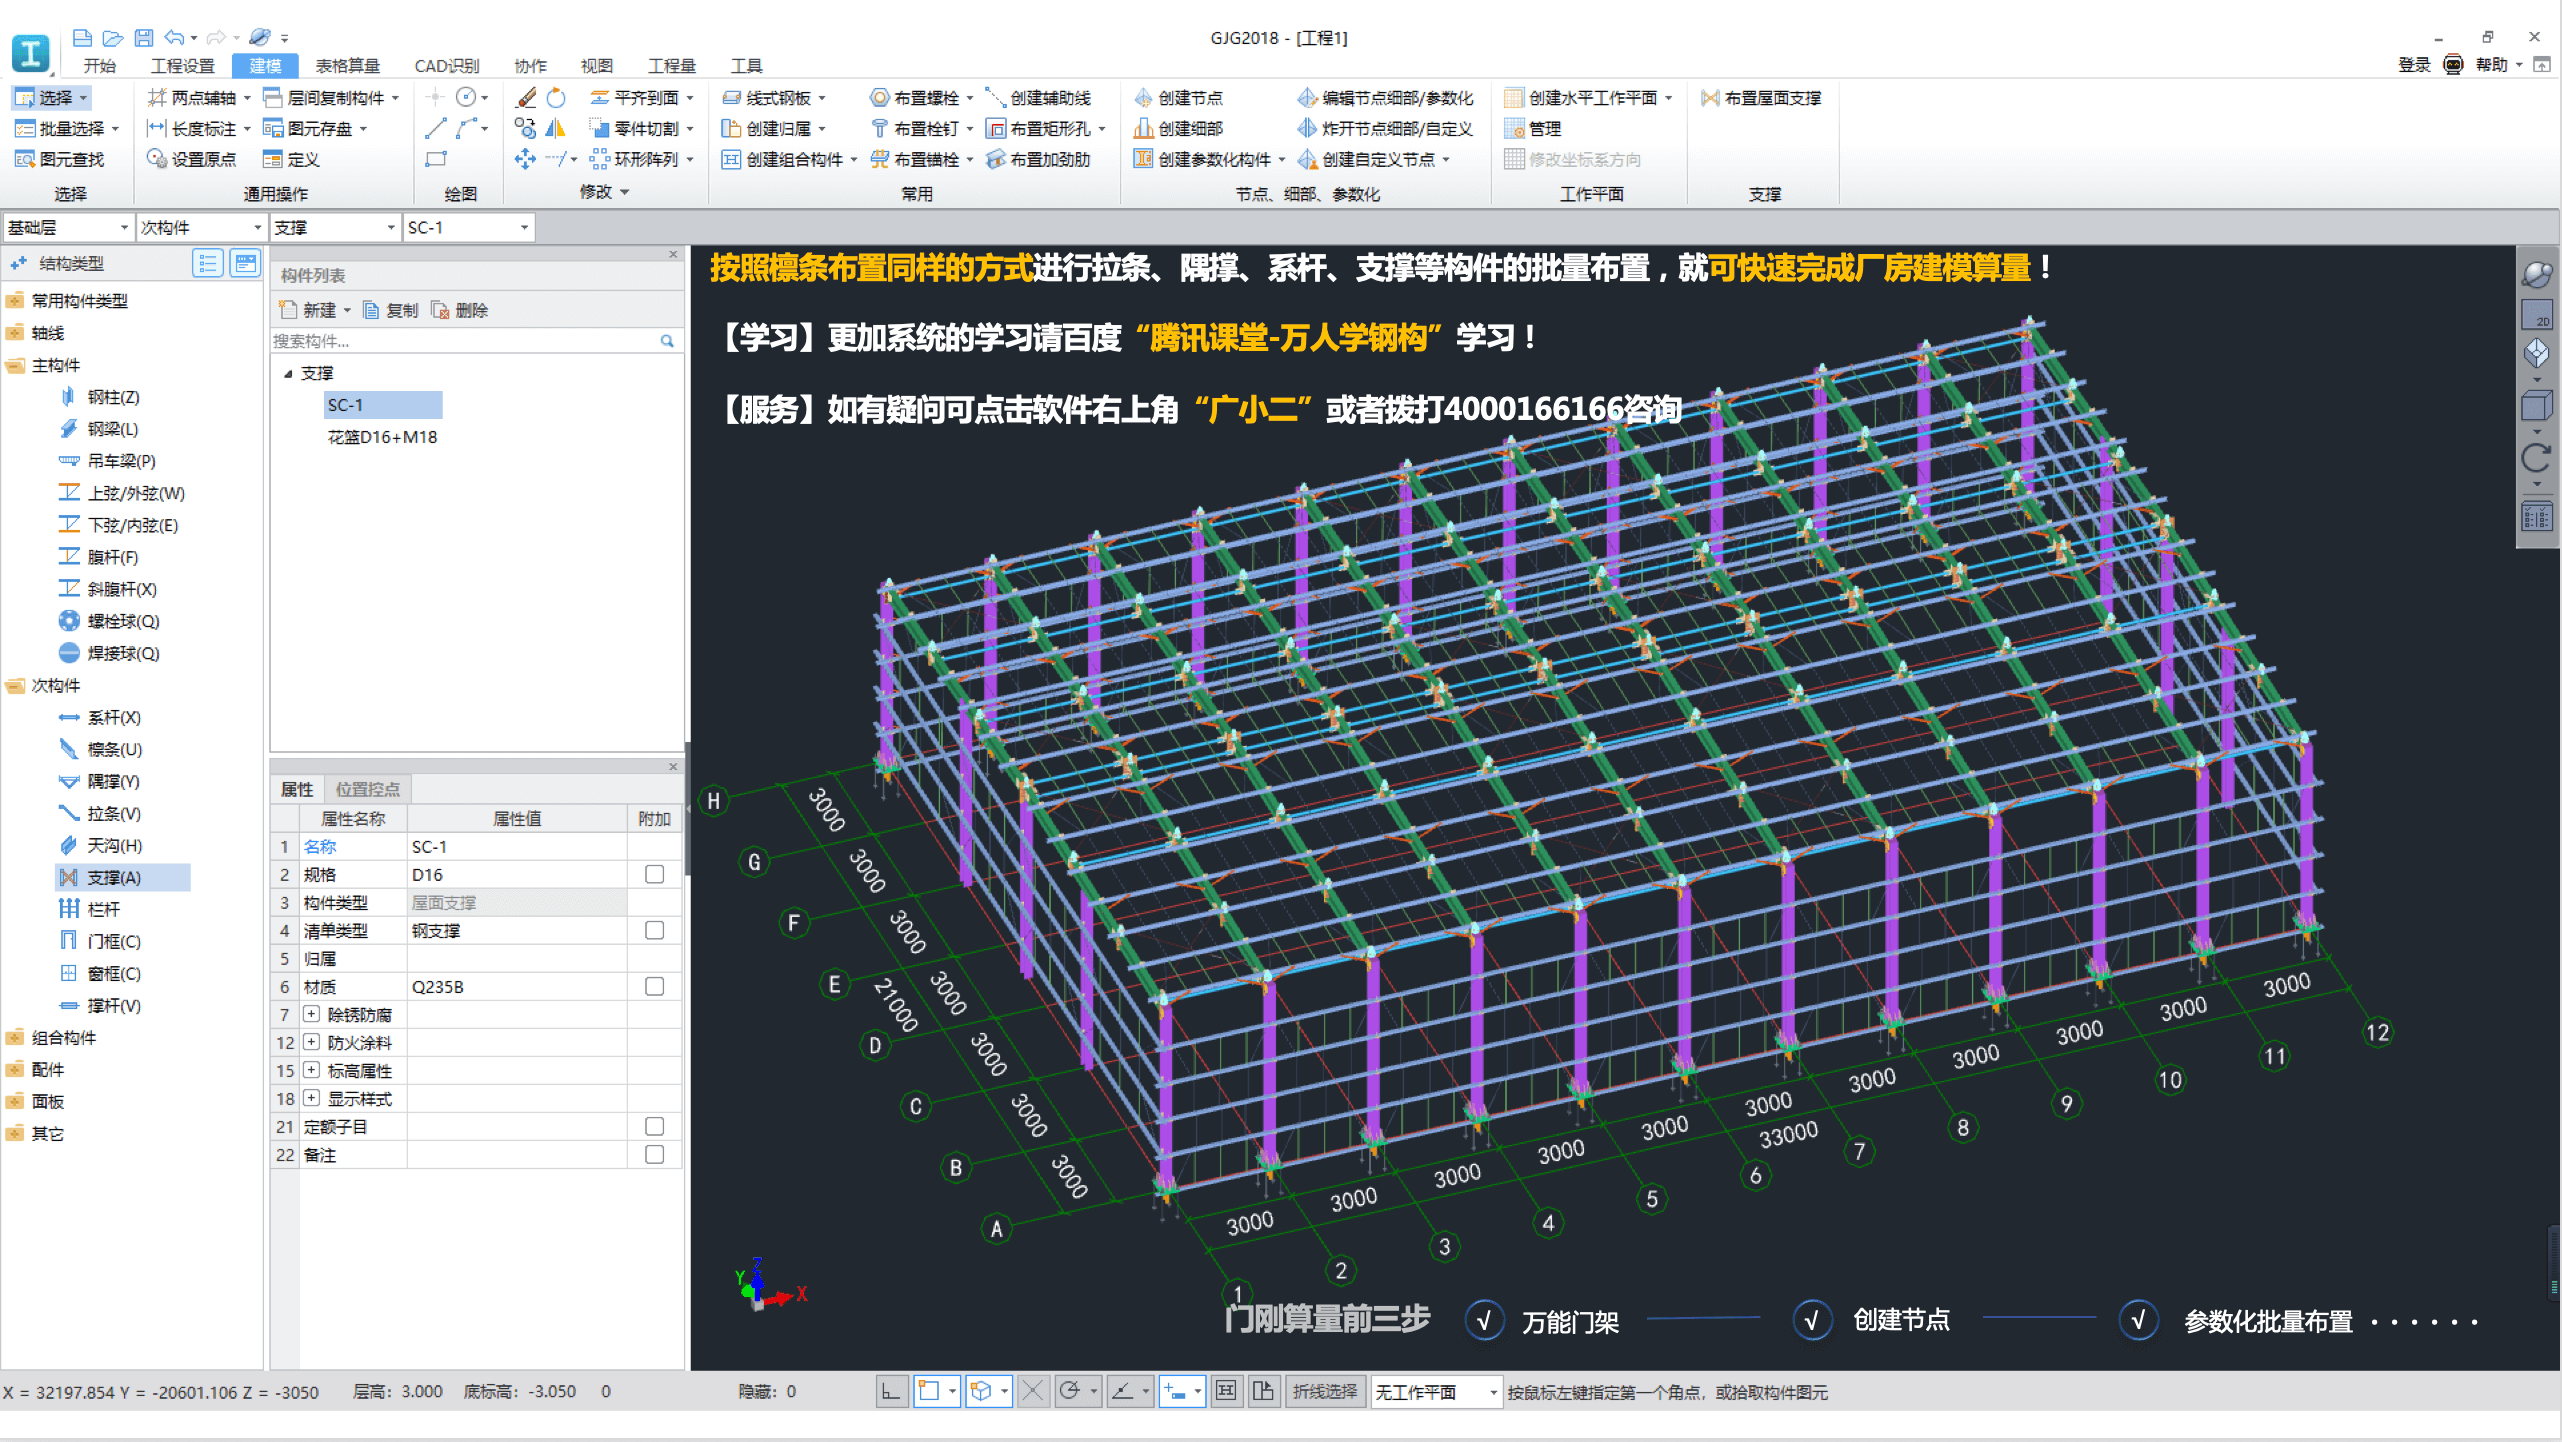 GJG2018 - [工程1]
开始 工程设置 建模 表格算量 CAD识别 协作 视图 工程量 工具
登录 帮助
选择 两点辅轴 层间复制构件 平齐到面 线式钢板 布置螺栓 创建辅助线 创建节点 编辑节点细部/参数化 创建水平工作平面 布置屋面支撑
批量选择 长度标注 图元存盘 零件切割 创建归属 布置栓钉 布置矩形孔 创建细部 炸开节点细部/自定义 管理
图元查找 设置原点 定义 环形阵列 创建组合构件 布置锚栓 布置加劲肋 创建参数化构件 创建自定义节点 修改坐标系方向
选择 通用操作 绘图 修改 常用 节点、细部、参数化 工作平面 支撑
基础层 次构件 支撑 SC-1
结构类型
常用构件类型
轴线
主构件
钢柱(Z)
钢梁(L)
吊车梁(P)
上弦/外弦(W)
下弦/内弦(E)
腹杆(F)
斜腹杆(X)
螺栓球(Q)
焊接球(Q)
次构件
系杆(X)
檩条(U)
隅撑(Y)
拉条(V)
天沟(H)
支撑(A)
栏杆
门框(C)
窗框(C)
撑杆(V)
组合构件
配件
面板
其它
构件列表
新建 复制 删除
搜索构件...
支撑
SC-1
花篮D16+M18
属性 位置控点
属性名称 属性值 附加
1 名称 SC-1
2 规格 D16
3 构件类型 屋面支撑
4 清单类型 钢支撑
5 归属
6 材质 Q235B
7 + 除锈防腐
12 + 防火涂料
15 + 标高属性
18 + 显示样式
21 定额子目
22 备注
按照檩条布置同样的方式进行拉条、隅撑、系杆、支撑等构件的批量布置，就可快速完成厂房建模算量！
【学习】更加系统的学习请百度“腾讯课堂-万人学钢构”学习！
【服务】如有疑问可点击软件右上角“广小二”或者拨打4000166166咨询
2D
H
G
F
E
D
C
B
A
3000
3000
3000
3000
21000
3000
3000
3000
1
2
3
4
5
6
7
8
9
10
11
12
3000
3000
3000
3000
3000
3000
33000
3000
3000
3000
3000
3000
Z
Y
X
门刚算量前三步 √ 万能门架 √ 创建节点 √ 参数化批量布置 · · · · · ·
X = 32197.854 Y = -20601.106 Z = -3050 层高: 3.000 底标高: -3.050 0 隐藏: 0 折线选择 无工作平面 按鼠标左键指定第一个角点，或拾取构件图元